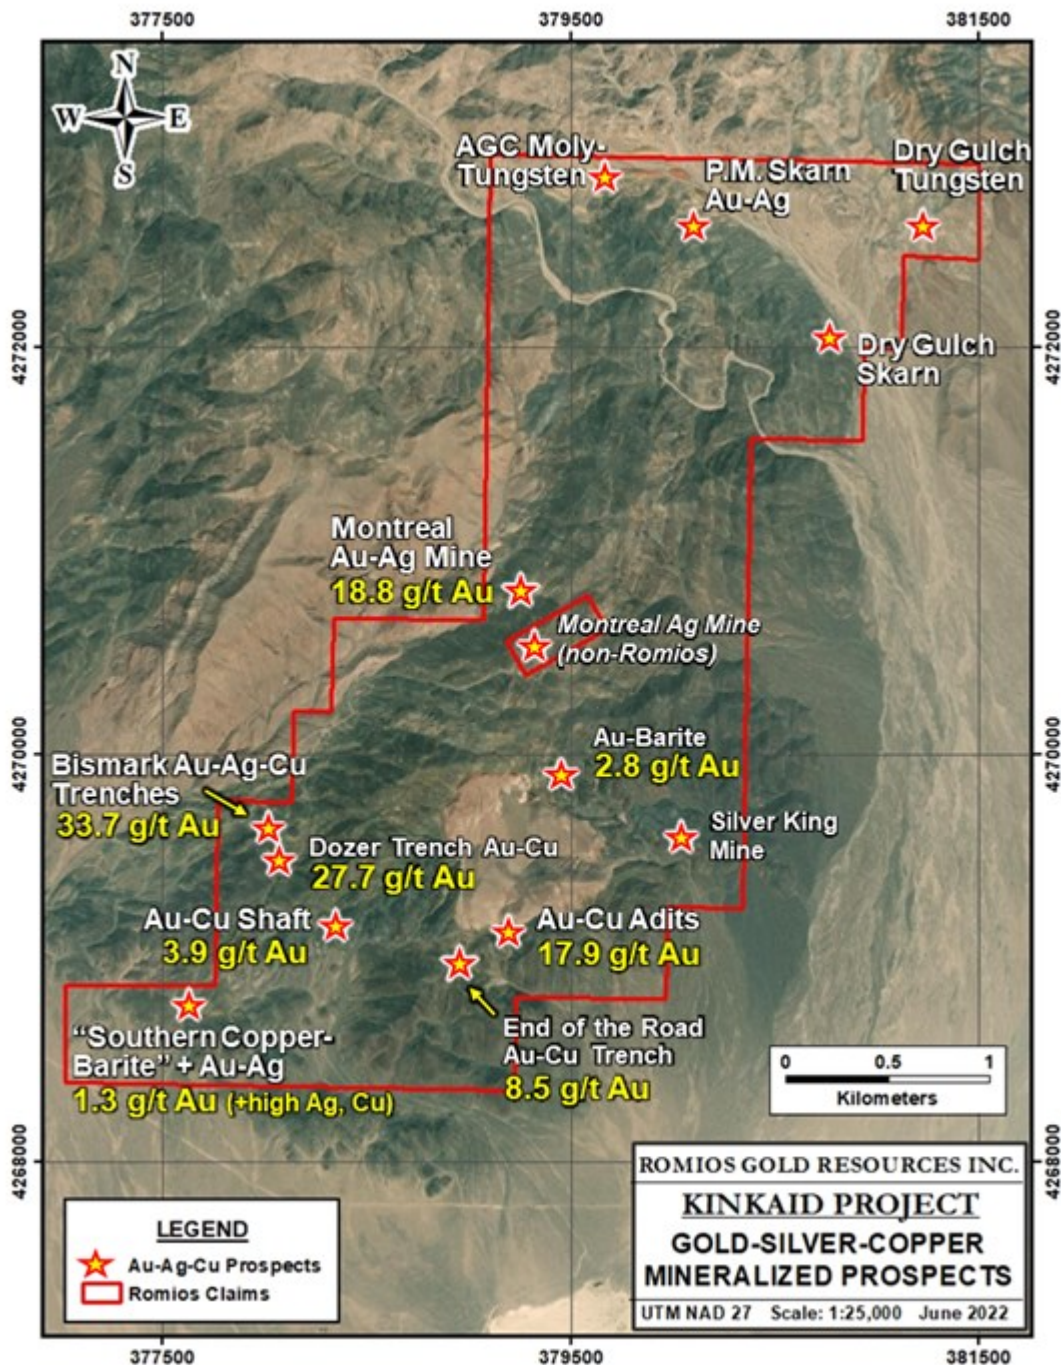 377500
379500
381500
N
W E
S
AGC Moly-
Tungsten
P.M. Skarn
Au-Ag
Dry Gulch
Tungsten
4272000
4272000
Dry Gulch
Skarn
Montreal
Au-Ag Mine
18.8 g/t Au
Montreal Ag Mine
(non-Romios)
Au-Barite
2.8 g/t Au
4270000
4270000
Bismark Au-Ag-Cu
Trenches
33.7 g/t Au
Silver King
Mine
Dozer Trench Au-Cu
27.7 g/t Au
Au-Cu Shaft
3.9 g/t Au
Au-Cu Adits
17.9 g/t Au
End of the Road
Au-Cu Trench
8.5 g/t Au
"Southern Copper-
Barite" + Au-Ag
1.3 g/t Au (+high Ag, Cu)
0 0.5 1
Kilometers
4268000
4268000
ROMIOS GOLD RESOURCES INC.
KINKAID PROJECT
GOLD-SILVER-COPPER
MINERALIZED PROSPECTS
UTM NAD 27 Scale: 1:25,000 June 2022
LEGEND
Au-Ag-Cu Prospects
Romios Claims
377500
379500
381500